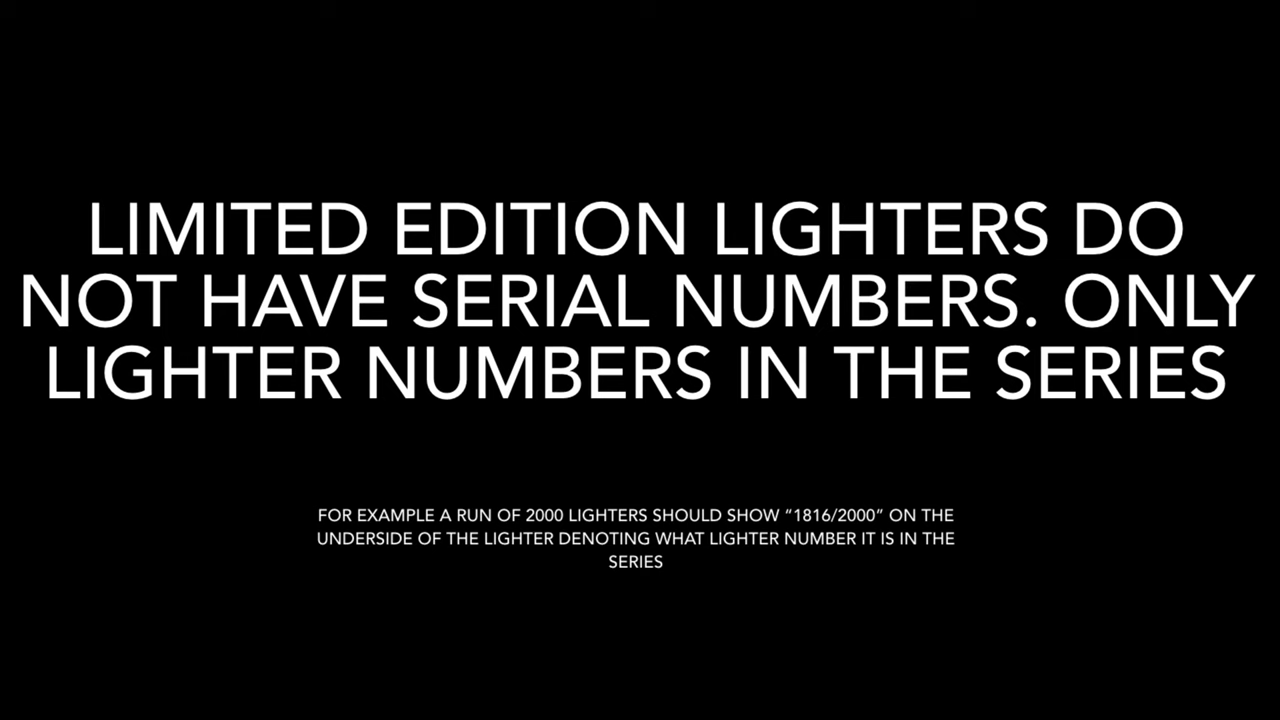 LIMITED EDITION LIGHTERS DO
NOT HAVE SERIAL NUMBERS. ONLY
LIGHTER NUMBERS IN THE SERIES
FOR EXAMPLE A RUN OF 2000 LIGHTERS SHOULD SHOW “1816/2000” ON THE
UNDERSIDE OF THE LIGHTER DENOTING WHAT LIGHTER NUMBER IT IS IN THE
SERIES